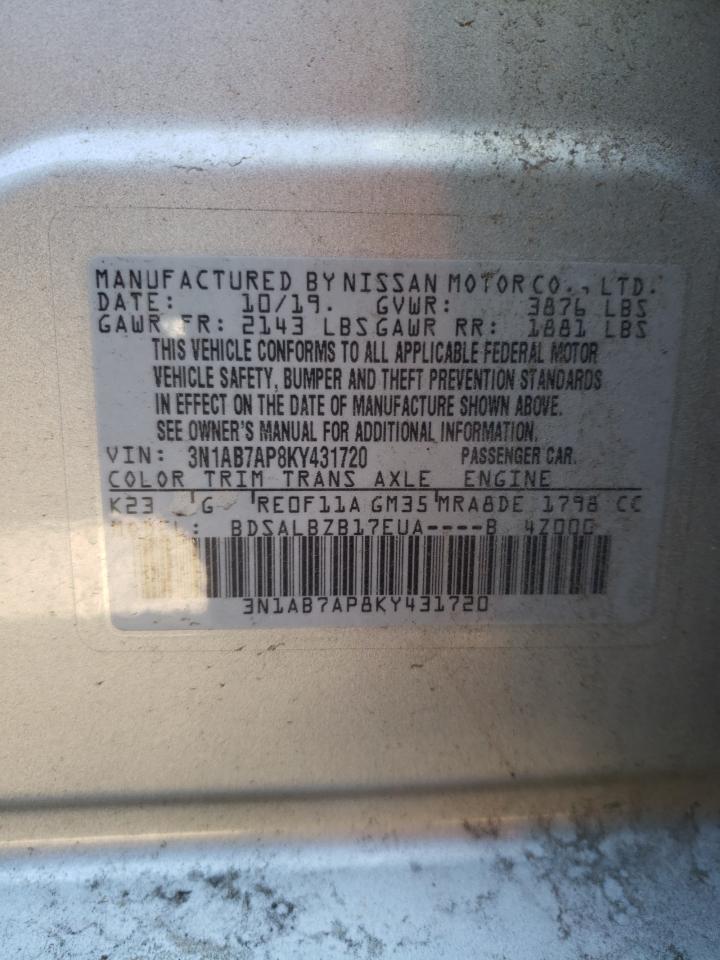 MANUFACTURED BY NISSAN MOTOR CO., LTD.
DATE: 10/19. GVWR: 3876 LBS
GAWR FR: 2143 LBS GAWR RR: 1881 LBS
THIS VEHICLE CONFORMS TO ALL APPLICABLE FEDERAL MOTOR
VEHICLE SAFETY, BUMPER AND THEFT PREVENTION STANDARDS
IN EFFECT ON THE DATE OF MANUFACTURE SHOWN ABOVE.
SEE OWNER'S MANUAL FOR ADDITIONAL INFORMATION.
VIN: 3N1AB7AP8KY431720 PASSENGER CAR.
COLOR TRIM TRANS AXLE ENGINE
K23 G RE0F11A GM35 MRA8DE 1798 CC
MODEL: BDSALBZB17EUA----B 4Z000
3N1AB7AP8KY431720